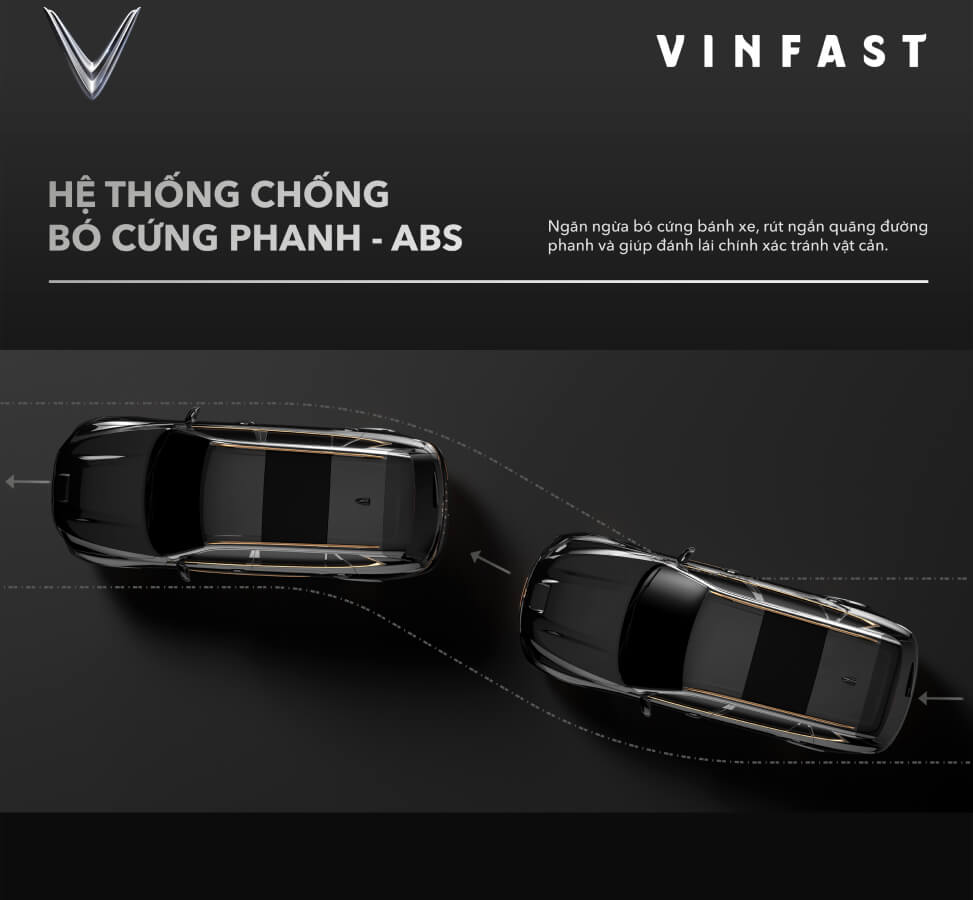 VINFAST
HỆ THỐNG CHỐNG
BÓ CỨNG PHANH - ABS
Ngăn ngừa bó cứng bánh xe, rút ngắn quãng đường
phanh và giúp đánh lái chính xác tránh vật cản.